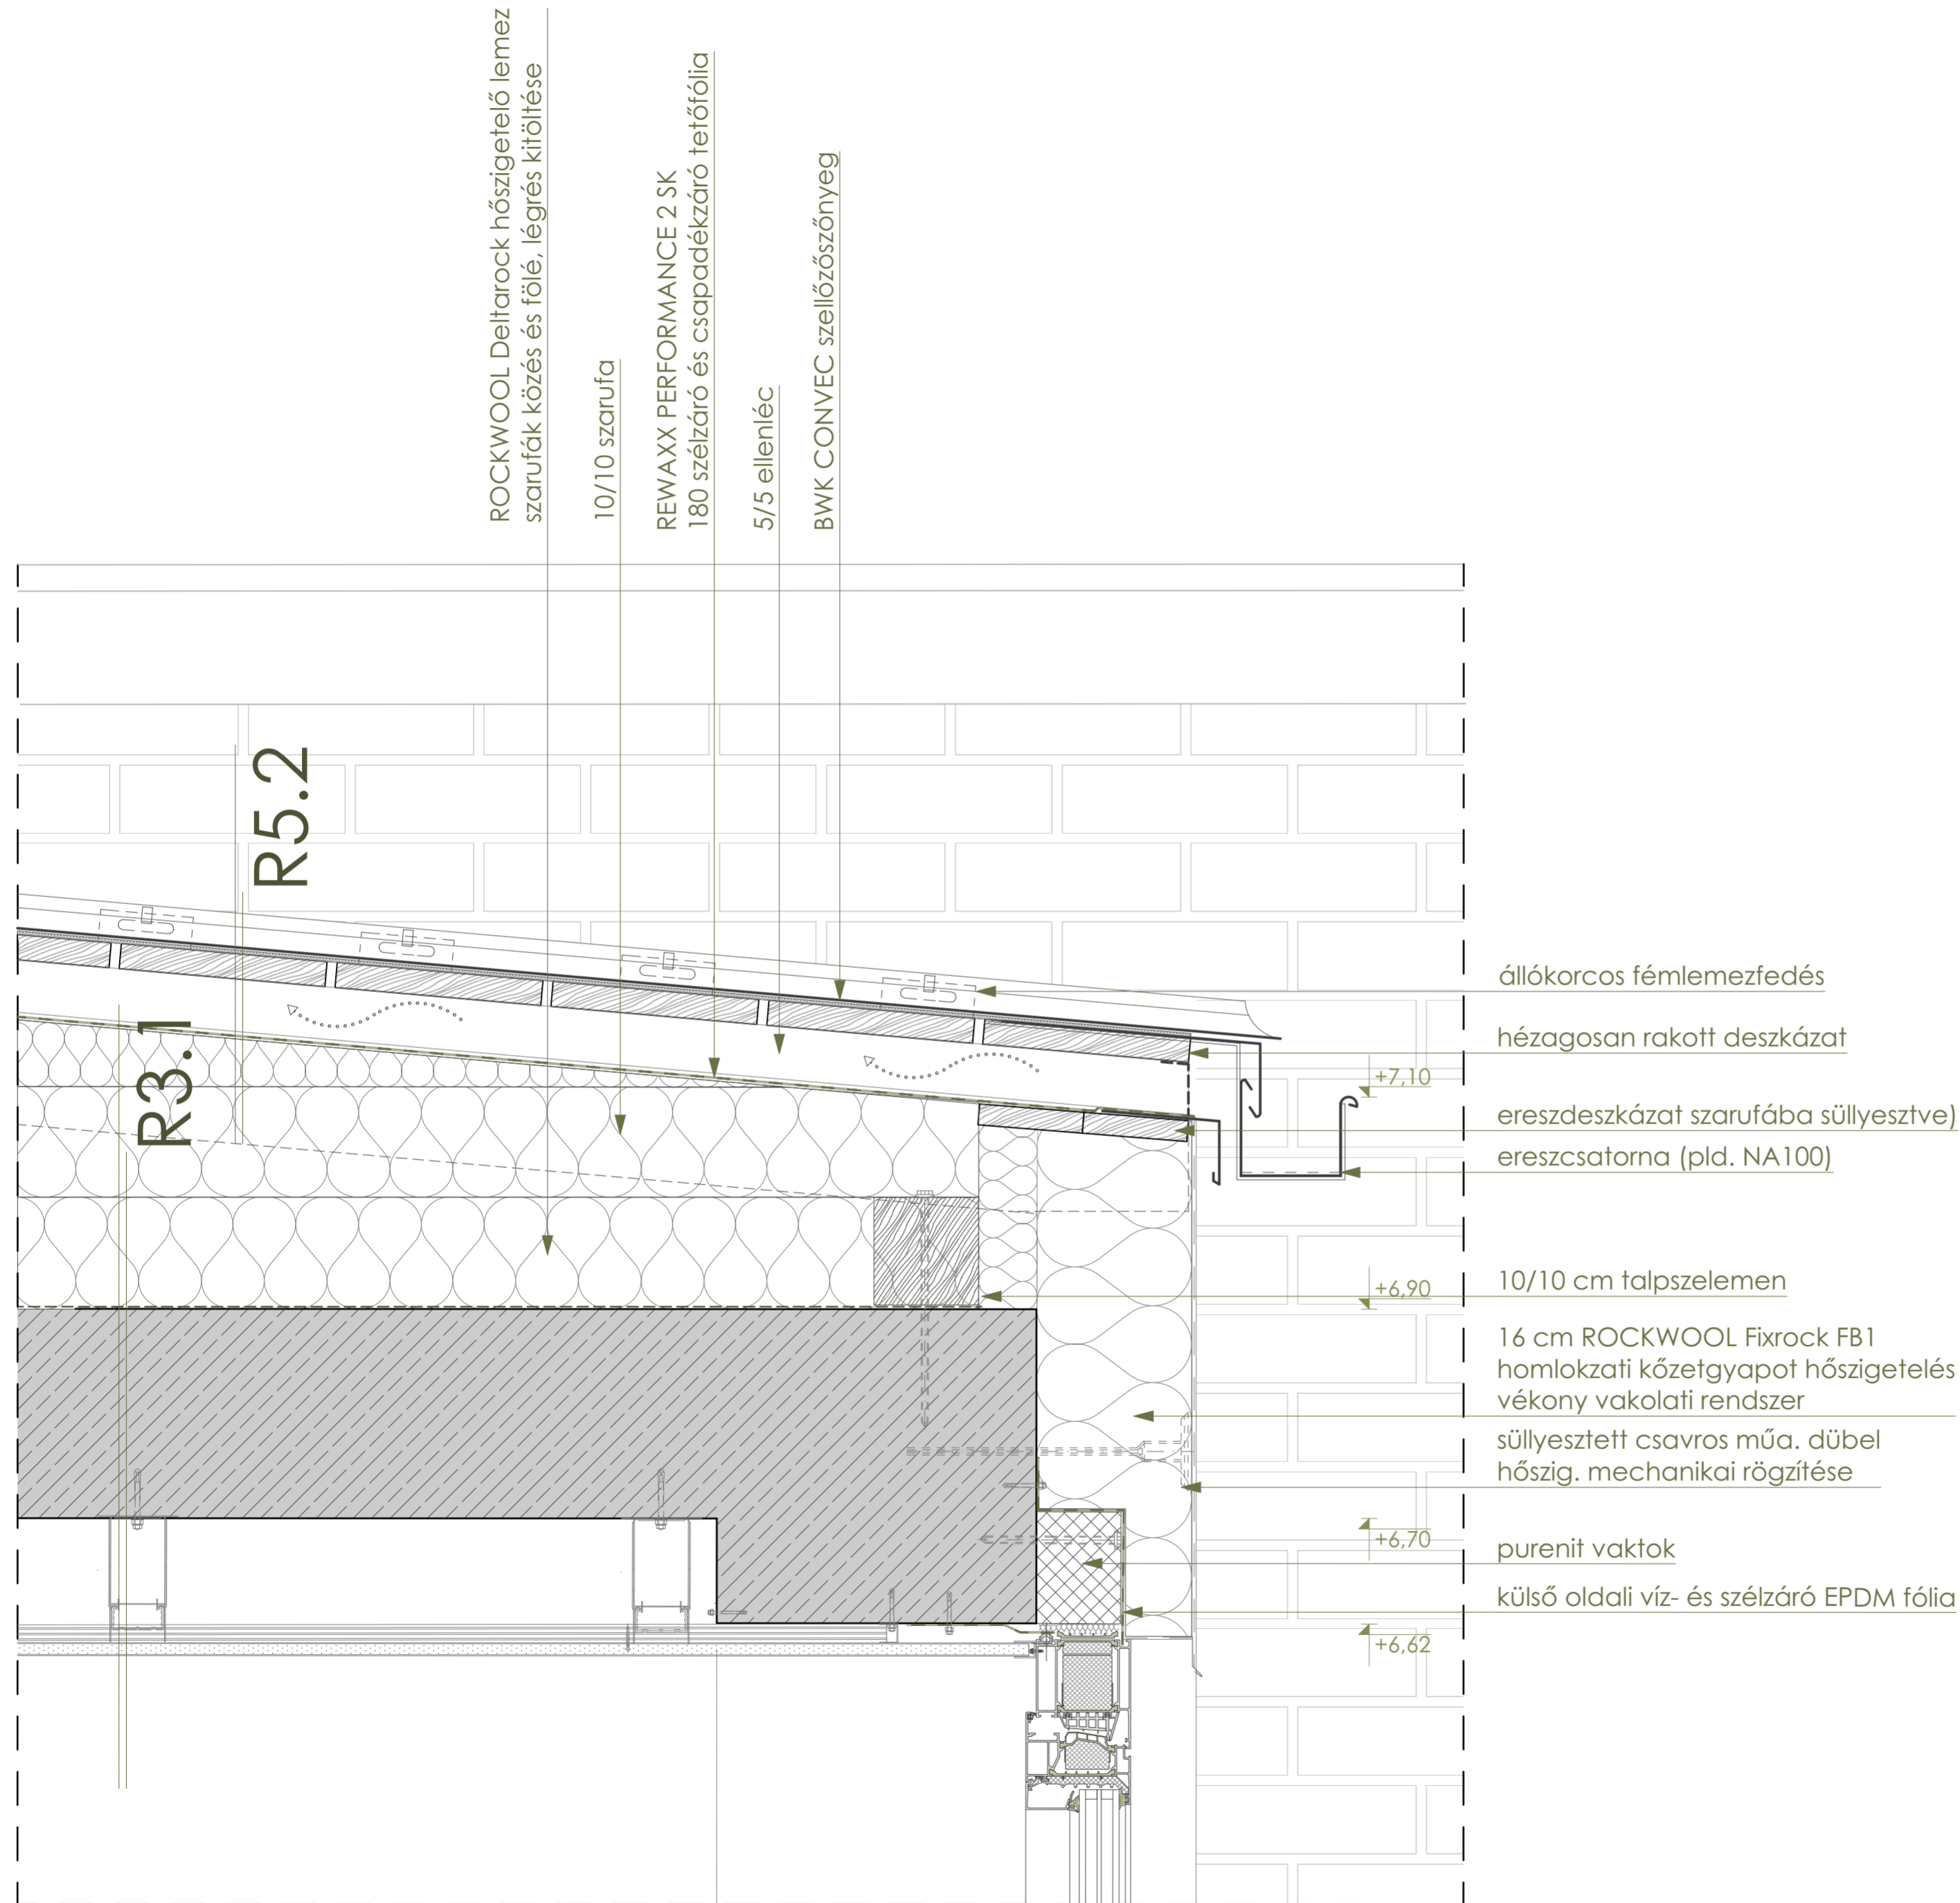 ROCKWOOL Deltarock hőszigetelő lemez
szarufák közés és fölé, légrés kitöltése
10/10 szarufa
REWAXX PERFORMANCE 2 SK
180 szélzáró és csapadékzáró tetőfólia
5/5 ellenléc
BWK CONVEC szellőzőszőnyeg
R5.2
R3.1
állókorcos fémlemezfedés
hézagosan rakott deszkázat
+7,10
ereszdeszkázat szarufába süllyesztve)
ereszcsatorna (pld. NA100)
+6,90
10/10 cm talpszelemen
16 cm ROCKWOOL Fixrock FB1
homlokzati kőzetgyapot hőszigetelés
vékony vakolati rendszer
süllyesztett csavros műa. dübel
hőszig. mechanikai rögzítése
+6,70
purenit vaktok
külső oldali víz- és szélzáró EPDM fólia
+6,62